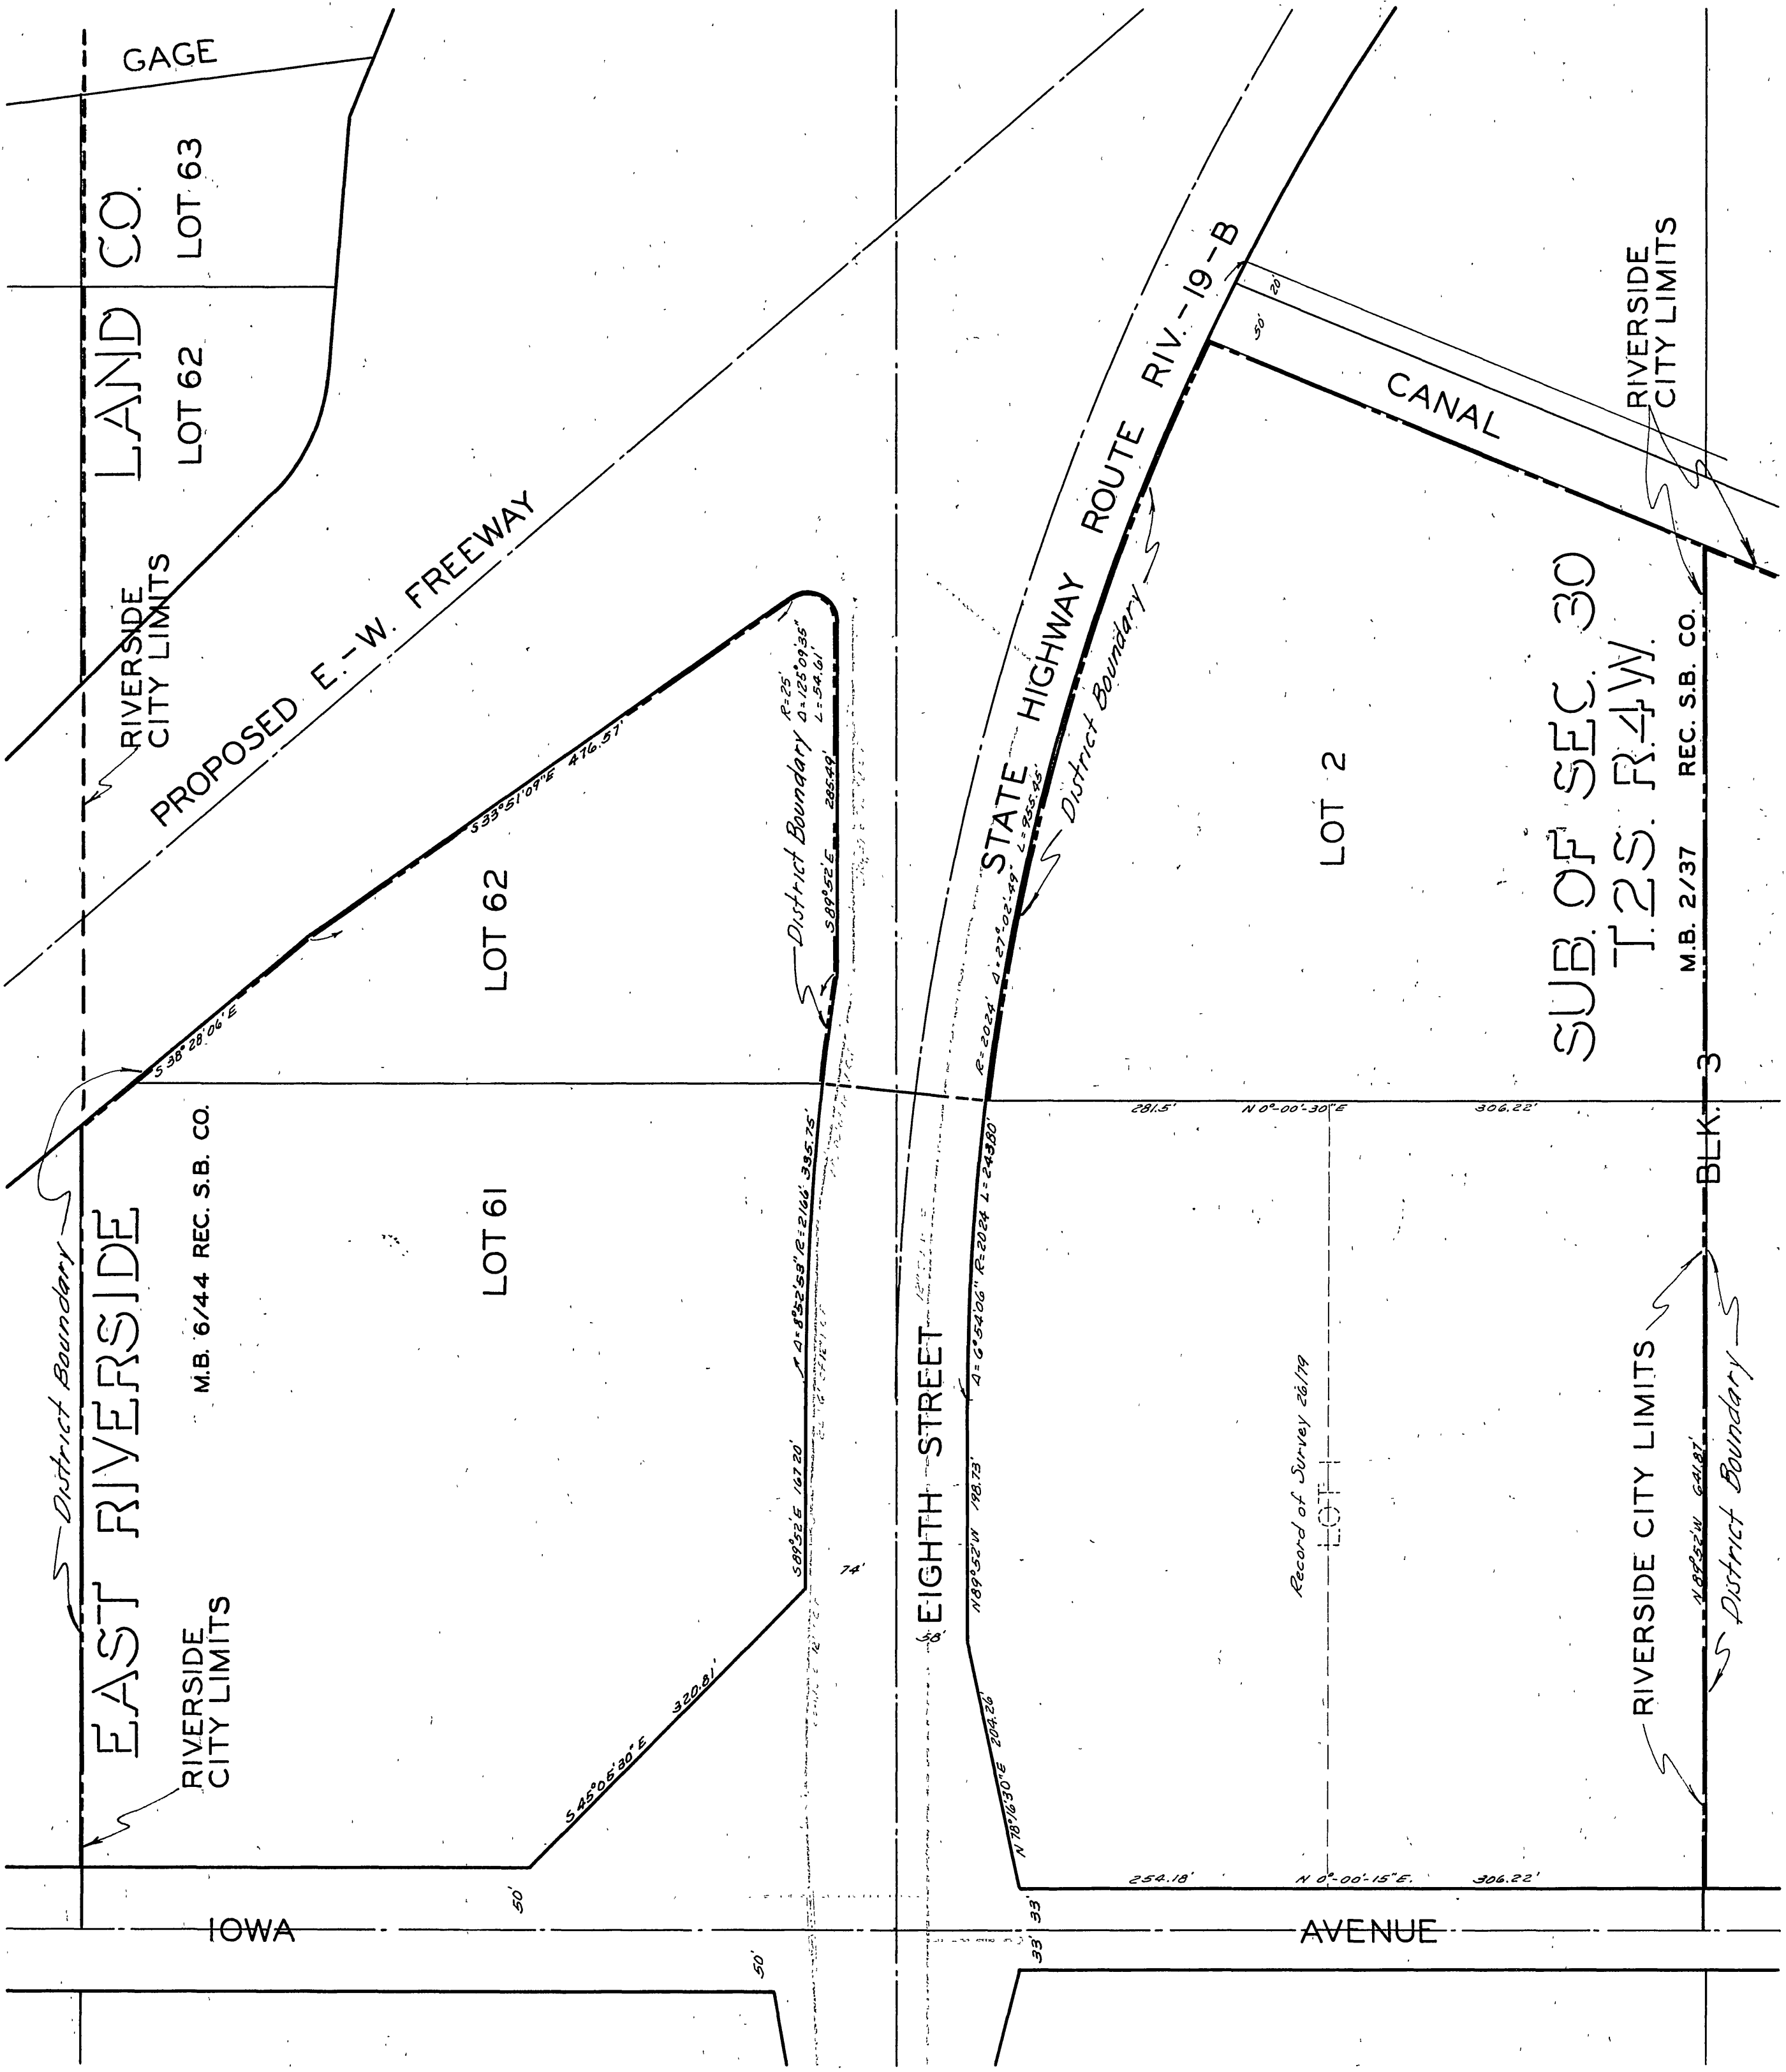 GAGE
LAND CO.
LOT 63
LOT 62
RIVERSIDE
CITY LIMITS
PROPOSED E.-W. FREEWAY
S 33°51'09"E 476.57'
S 38°28'06"E
LOT 62
District Boundary
R=25'
Δ=125°09'35"
L=54.61'
S89°52'E 285.49'
District Boundary
EAST RIVERSIDE
M.B. 6/44 REC. S.B. CO.
LOT 61
RIVERSIDE
CITY LIMITS
S 45°05'30"E 320.81'
S89°52'E 167.20'
Δ=8°52'53" R=2166' 335.75'
74'
58'
EIGHTH STREET
STATE HIGHWAY ROUTE RIV.-19-B
R=2024' Δ=27°-02'-49" L=955.45'
District Boundary
Δ=6°54'06" R=2024 L=243.80'
N89°52'W 198.73'
N 78°16'30"E 204.26'
CANAL
50'
20'
RIVERSIDE
CITY LIMITS
LOT 2
SUB. OF SEC. 30
T.2S. R.4W.
M.B. 2/37 REC. S.B. CO.
BLK. 3
281.5' N 0°-00'-30"E 306.22'
Record of Survey 26/79
LOT 1
RIVERSIDE CITY LIMITS
N 89°52'W 641.87'
District Boundary
254.18' N 0°-00'-15"E. 306.22'
50'
50'
33'
33'
IOWA AVENUE